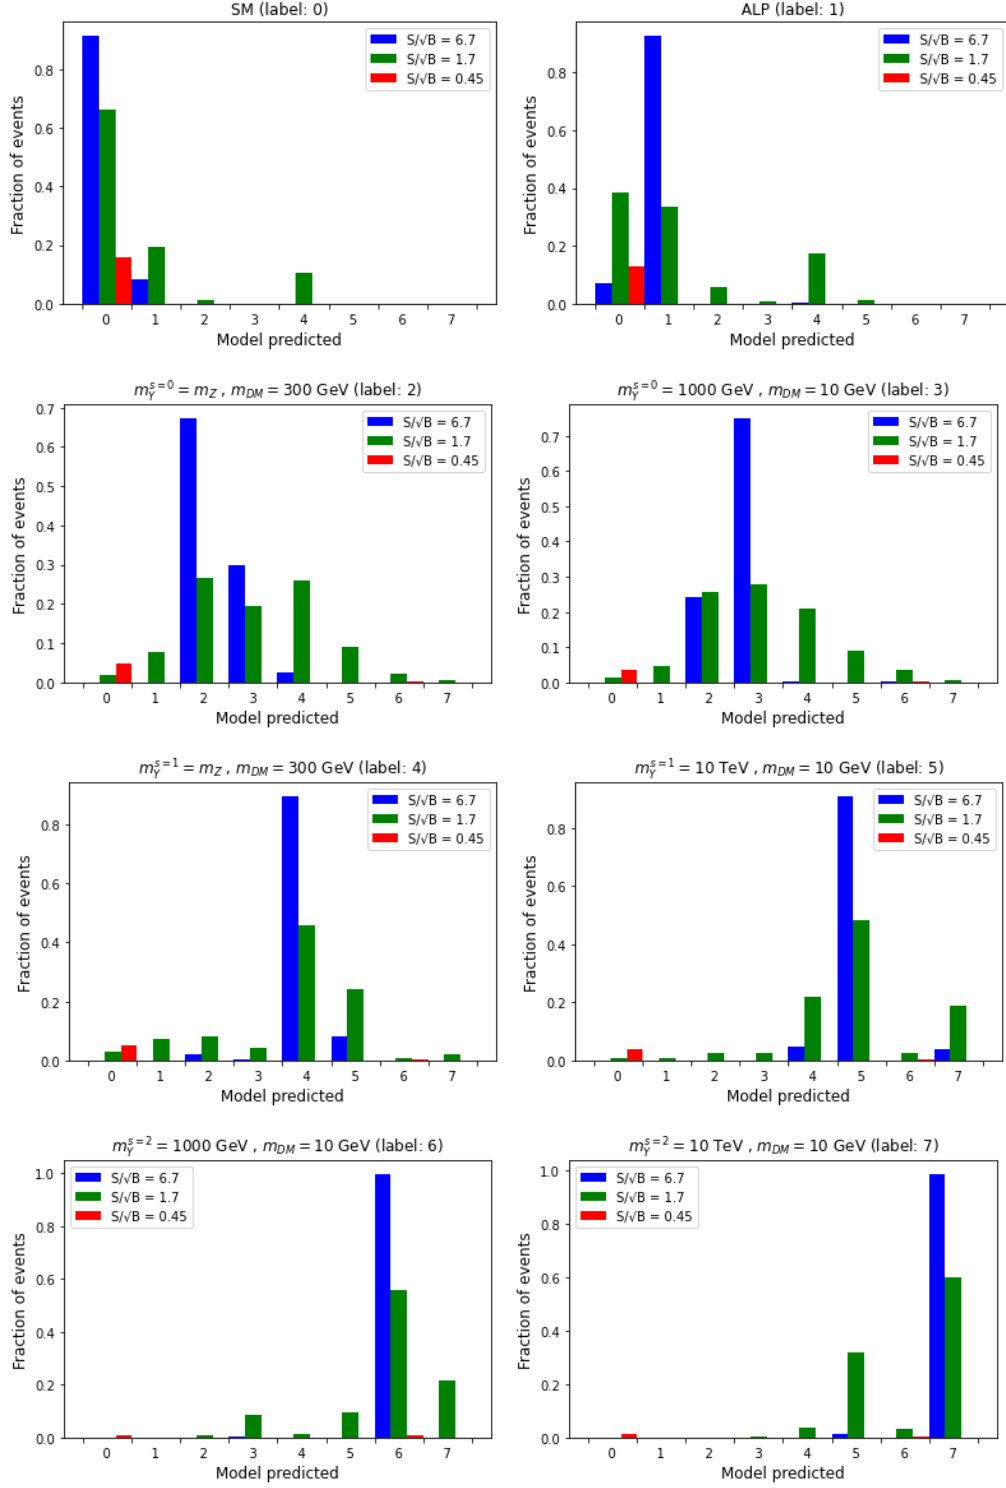 SM (label: 0)
S/√B = 6.7
S/√B = 1.7
S/√B = 0.45
Fraction of events
0.8
0.6
0.4
0.2
0.0
0 1 2 3 4 5 6 7
Model predicted
ALP (label: 1)
S/√B = 6.7
S/√B = 1.7
S/√B = 0.45
Fraction of events
0.8
0.6
0.4
0.2
0.0
0 1 2 3 4 5 6 7
Model predicted
$m_Y^{s=0} = m_Z$ , $m_{DM} = 300$ GeV (label: 2)
S/√B = 6.7
S/√B = 1.7
S/√B = 0.45
Fraction of events
0.7
0.6
0.5
0.4
0.3
0.2
0.1
0.0
0 1 2 3 4 5 6 7
Model predicted
$m_Y^{s=0} = 1000$ GeV , $m_{DM} = 10$ GeV (label: 3)
S/√B = 6.7
S/√B = 1.7
S/√B = 0.45
Fraction of events
0.7
0.6
0.5
0.4
0.3
0.2
0.1
0.0
0 1 2 3 4 5 6 7
Model predicted
$m_Y^{s=1} = m_Z$ , $m_{DM} = 300$ GeV (label: 4)
S/√B = 6.7
S/√B = 1.7
S/√B = 0.45
Fraction of events
0.8
0.6
0.4
0.2
0.0
0 1 2 3 4 5 6 7
Model predicted
$m_Y^{s=1} = 10$ TeV , $m_{DM} = 10$ GeV (label: 5)
S/√B = 6.7
S/√B = 1.7
S/√B = 0.45
Fraction of events
0.8
0.6
0.4
0.2
0.0
0 1 2 3 4 5 6 7
Model predicted
$m_Y^{s=2} = 1000$ GeV , $m_{DM} = 10$ GeV (label: 6)
S/√B = 6.7
S/√B = 1.7
S/√B = 0.45
Fraction of events
1.0
0.8
0.6
0.4
0.2
0.0
0 1 2 3 4 5 6 7
Model predicted
$m_Y^{s=2} = 10$ TeV , $m_{DM} = 10$ GeV (label: 7)
S/√B = 6.7
S/√B = 1.7
S/√B = 0.45
Fraction of events
1.0
0.8
0.6
0.4
0.2
0.0
0 1 2 3 4 5 6 7
Model predicted